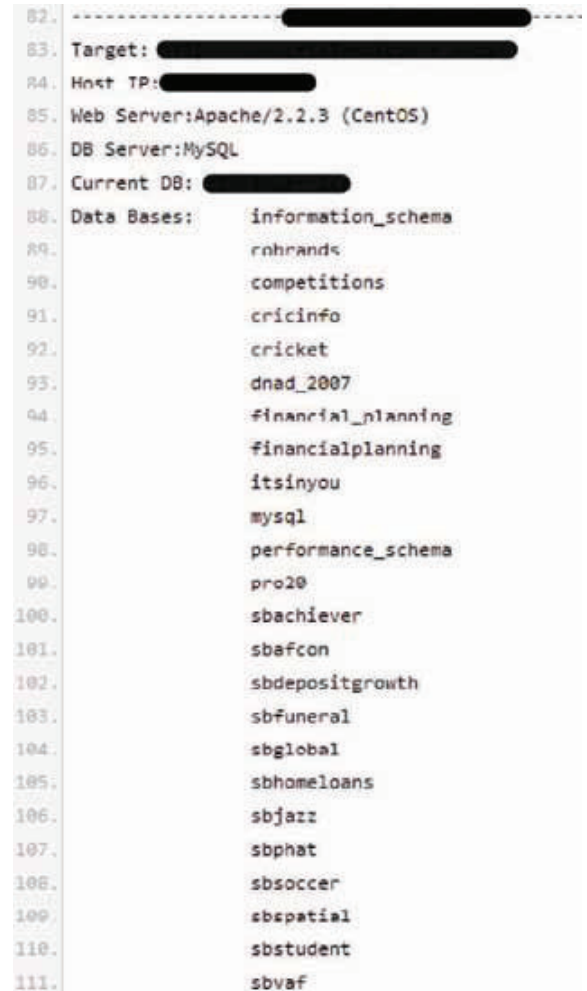 82. --------------------
83. Target:
84. Host IP:
85. Web Server:Apache/2.2.3 (CentOS)
86. DB Server:MySQL
87. Current DB:
88. Data Bases: information_schema
89. cobrands
90. competitions
91. cricinfo
92. cricket
93. dnad_2007
94. financial_planning
95. financialplanning
96. itsinyou
97. mysql
98. performance_schema
99. pro20
100. sbachiever
101. sbafcon
102. sbdepositgrowth
103. sbfuneral
104. sbglobal
105. sbhomeloans
106. sbjazz
107. sbphat
108. sbsoccer
109. sbspatial
110. sbstudent
111. sbvaf